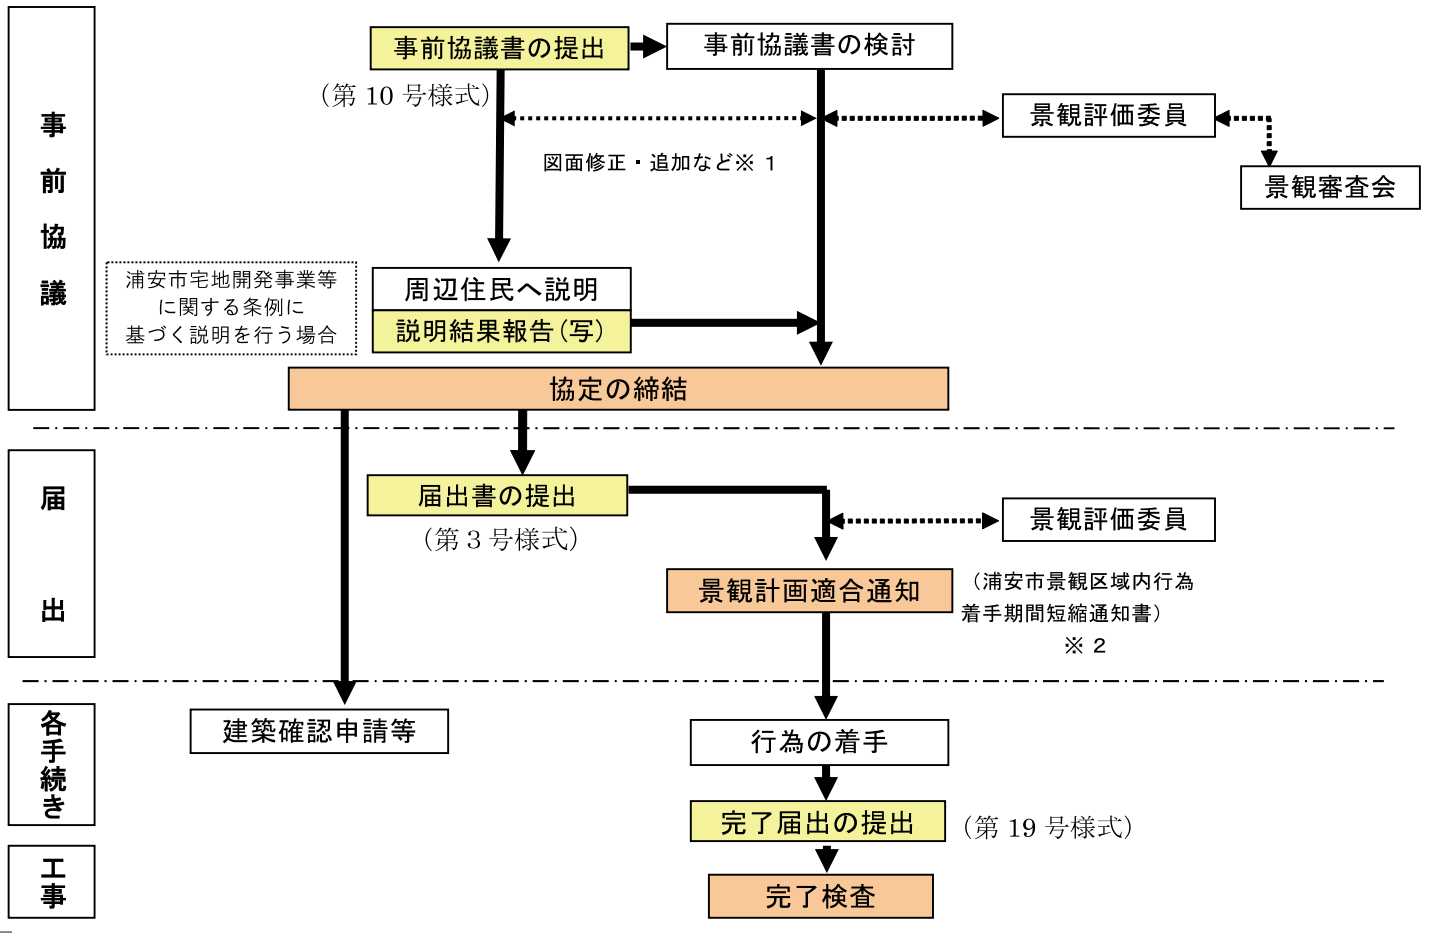 事前協議
事前協議書の提出
事前協議書の検討
（第 10 号様式）
景観評価委員
図面修正・追加など※ 1
景観審査会
浦安市宅地開発事業等
に関する条例に
基づく説明を行う場合
周辺住民へ説明
説明結果報告(写)
協定の締結
届出
届出書の提出
（第 3 号様式）
景観評価委員
景観計画適合通知
（浦安市景観区域内行為
着手期間短縮通知書）
※ 2
各手続き
建築確認申請等
行為の着手
完了届出の提出
（第 19 号様式）
工事
完了検査